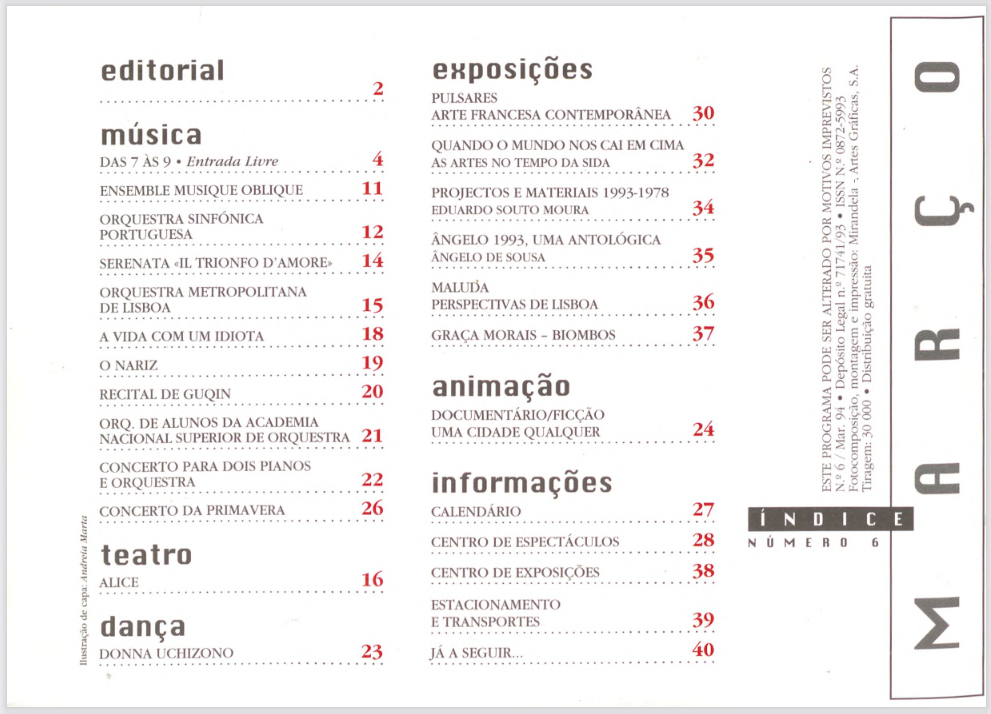 editorial
2
música
DAS 7 ÀS 9 • Entrada Livre 4
ENSEMBLE MUSIQUE OBLIQUE 11
ORQUESTRA SINFÓNICA
PORTUGUESA 12
SERENATA «IL TRIONFO D'AMORE» 14
ORQUESTRA METROPOLITANA
DE LISBOA 15
A VIDA COM UM IDIOTA 18
O NARIZ 19
RECITAL DE GUQIN 20
ORQ. DE ALUNOS DA ACADEMIA
NACIONAL SUPERIOR DE ORQUESTRA 21
CONCERTO PARA DOIS PIANOS
E ORQUESTRA 22
CONCERTO DA PRIMAVERA 26
teatro
ALICE 16
dança
DONNA UCHIZONO 23
Ilustração de capa: Andreia Marta
exposições
PULSARES
ARTE FRANCESA CONTEMPORÂNEA 30
QUANDO O MUNDO NOS CAI EM CIMA
AS ARTES NO TEMPO DA SIDA 32
PROJECTOS E MATERIAIS 1993-1978
EDUARDO SOUTO MOURA 34
ÂNGELO 1993, UMA ANTOLÓGICA
ÂNGELO DE SOUSA 35
MALUDA
PERSPECTIVAS DE LISBOA 36
GRAÇA MORAIS – BIOMBOS 37
animação
DOCUMENTÁRIO/FICÇÃO
UMA CIDADE QUALQUER 24
informações
CALENDÁRIO 27
CENTRO DE ESPECTÁCULOS 28
CENTRO DE EXPOSIÇÕES 38
ESTACIONAMENTO
E TRANSPORTES 39
JÁ A SEGUIR... 40
ESTE PROGRAMA PODE SER ALTERADO POR MOTIVOS IMPREVISTOS
N.º 6 / Mar. 94 • Depósito Legal n.º 71741/93 • ISSN N.º 0872-5993
Fotocomposição, montagem e impressão: Mirandela - Artes Gráficas, S.A.
Tiragem: 30 000 • Distribuição gratuita
ÍNDICE
NÚMERO 6
MARÇO